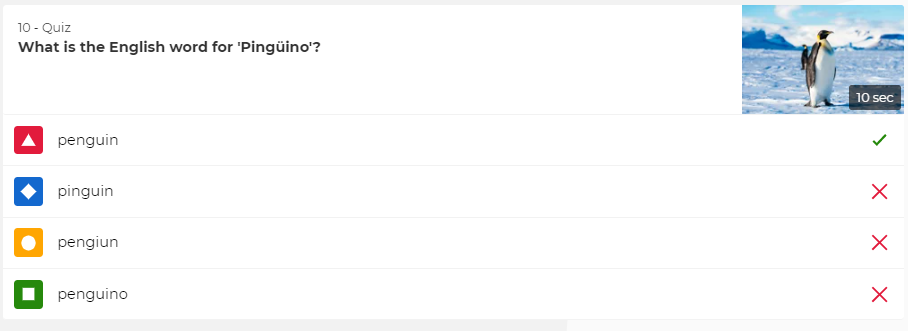 10 - Quiz
What is the English word for 'Pingüino'?
10 sec
penguin
pinguin
pengiun
penguino